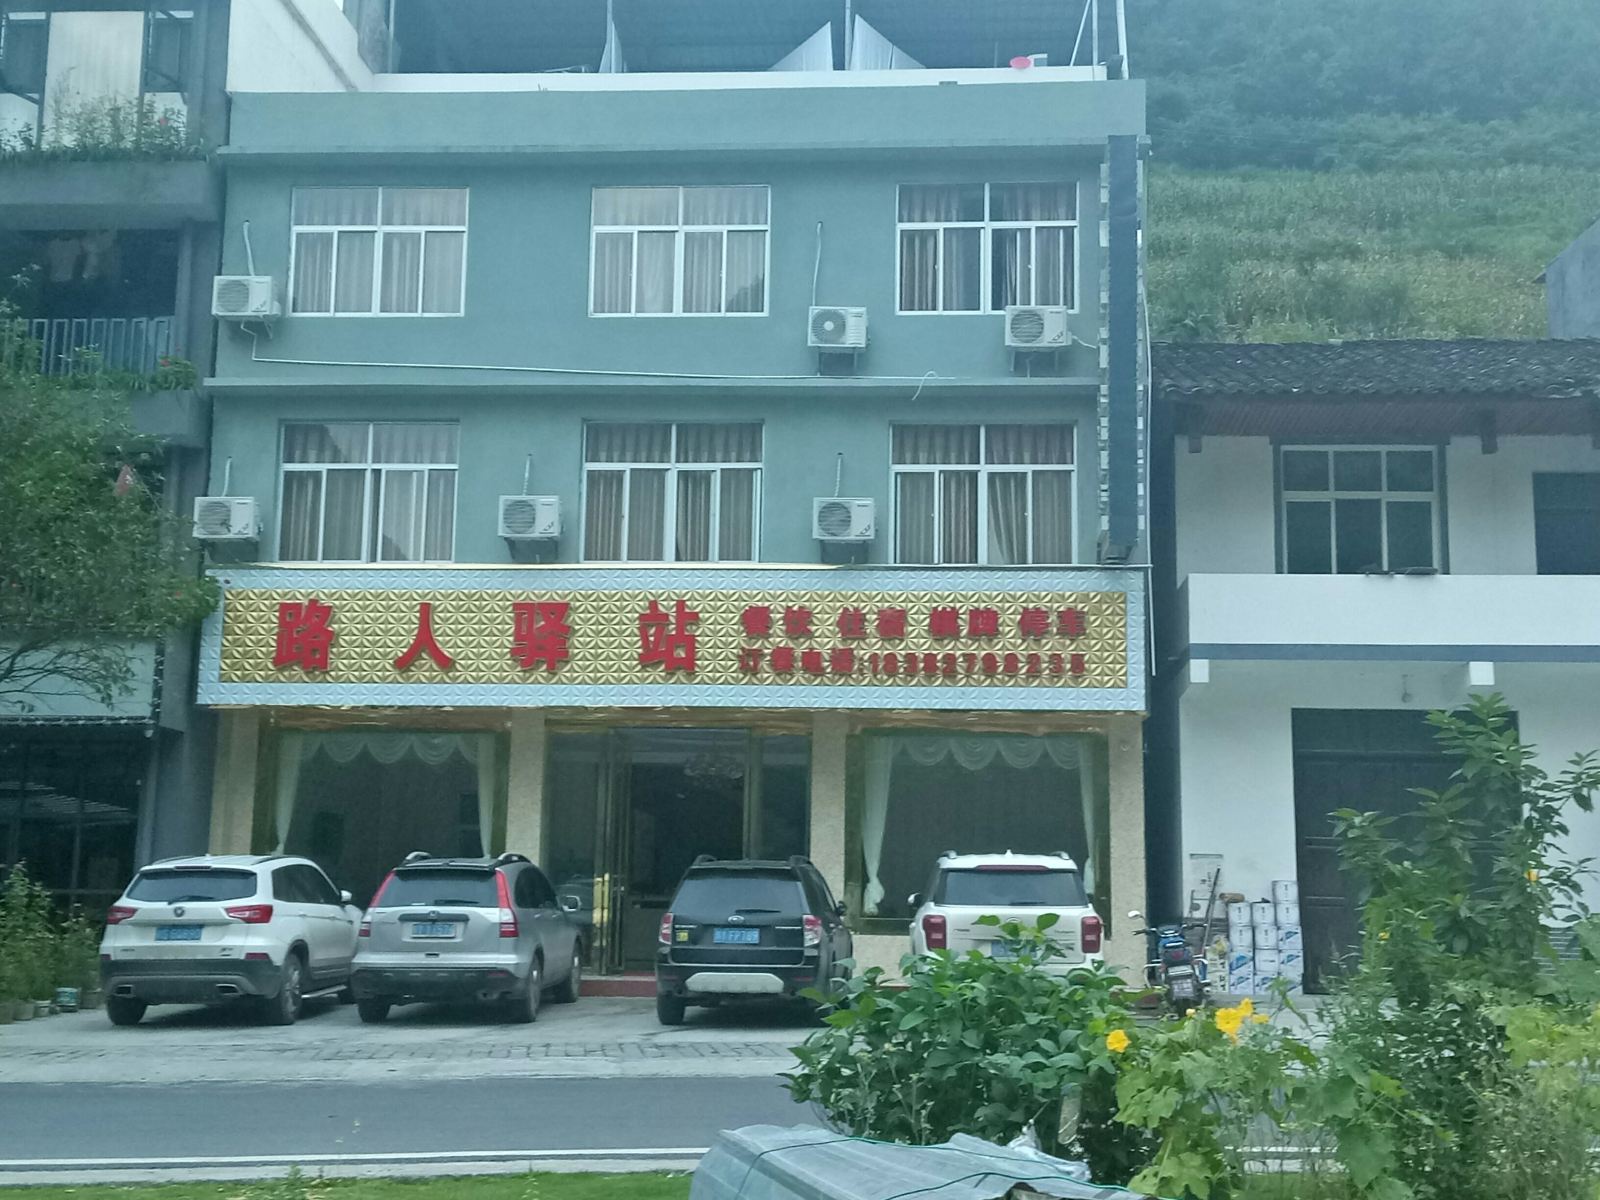 路人驿站
餐饮 住宿 棋牌 停车
订餐电话:18382798235